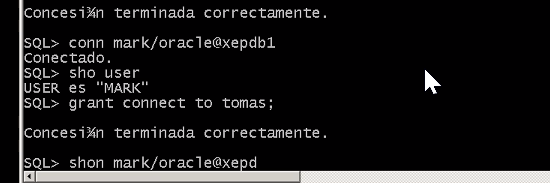 Concesi¾n terminada correctamente.
SQL> conn mark/oracle@xepdb1
Conectado.
SQL> sho user
USER es "MARK"
SQL> grant connect to tomas;
Concesi¾n terminada correctamente.
SQL> shon mark/oracle@xepd